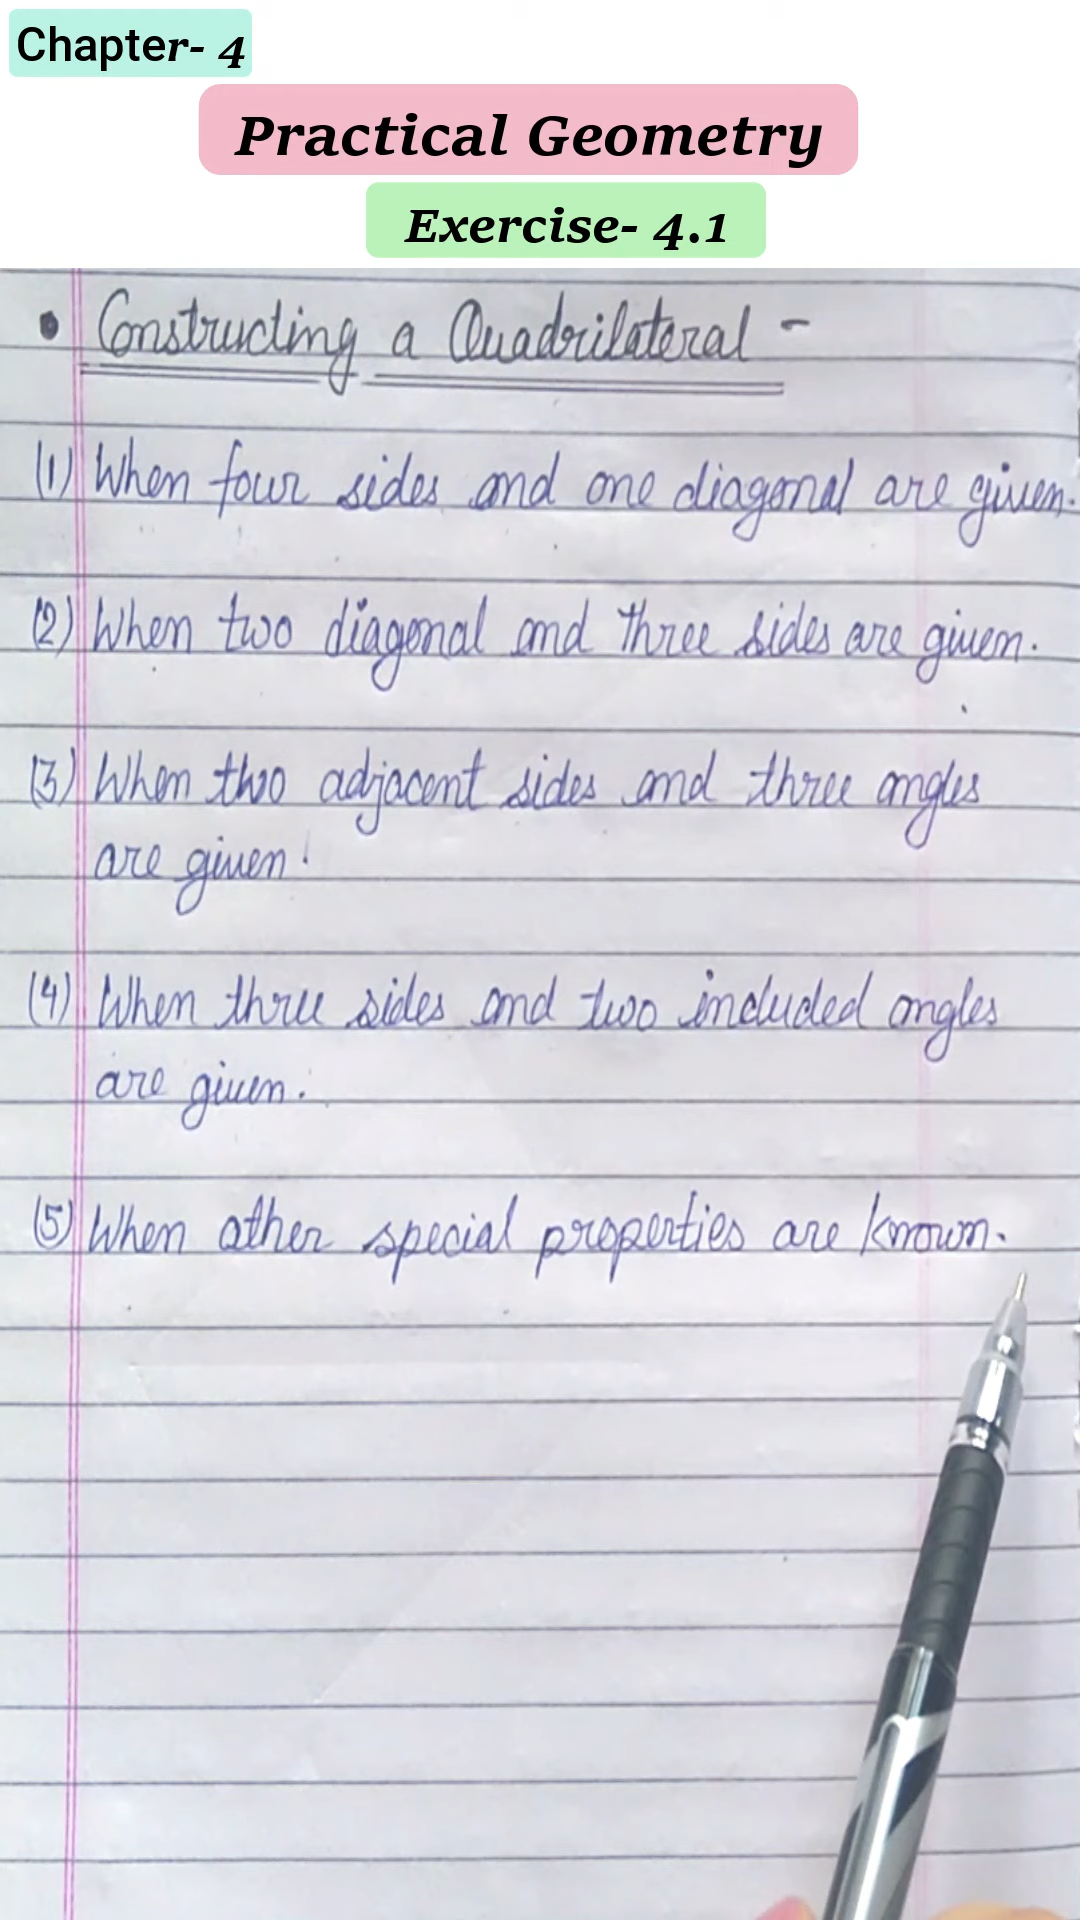 Chapter- 4
Practical Geometry
Exercise- 4.1
• Constructing a Quadrilateral -
(1) When four sides and one diagonal are given.
(2) When two diagonal and three sides are given.
(3) When two adjacent sides and three angles
are given.
(4) When three sides and two included angles
are given.
(5) When other special properties are known.